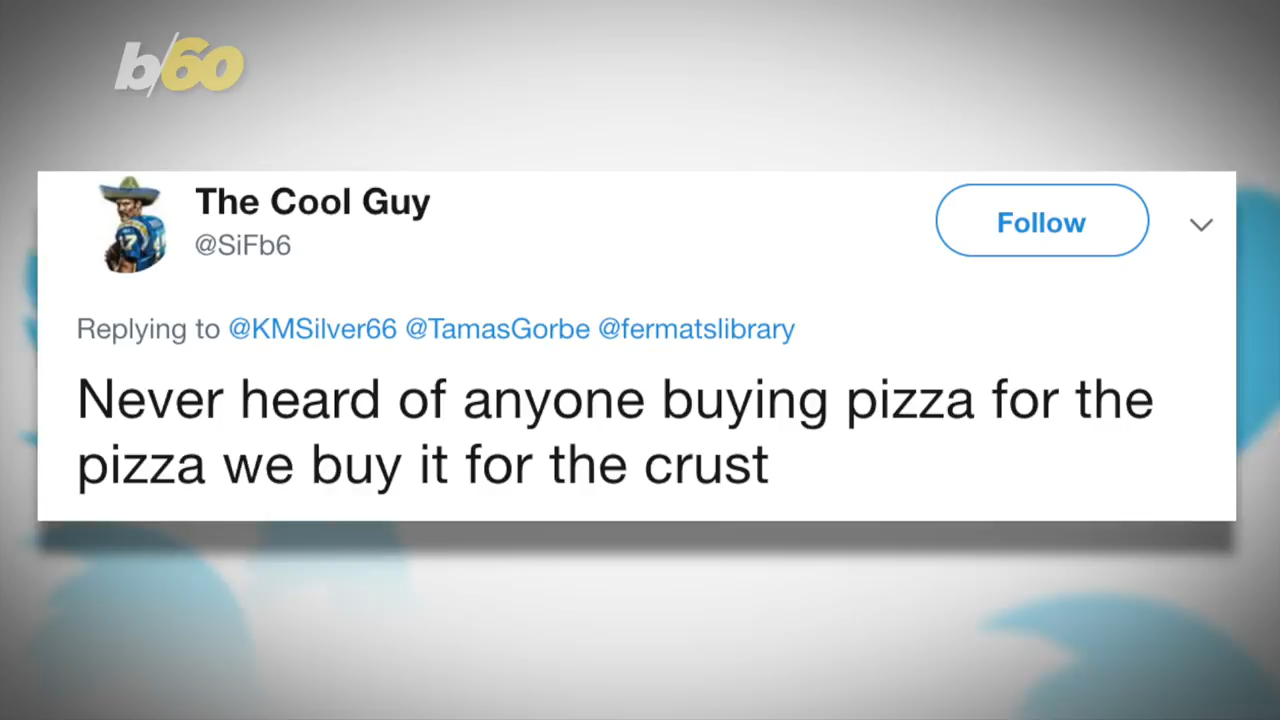 b/60
The Cool Guy
@SiFb6
Follow
Replying to @KMSilver66 @TamasGorbe @fermatslibrary
Never heard of anyone buying pizza for the
pizza we buy it for the crust